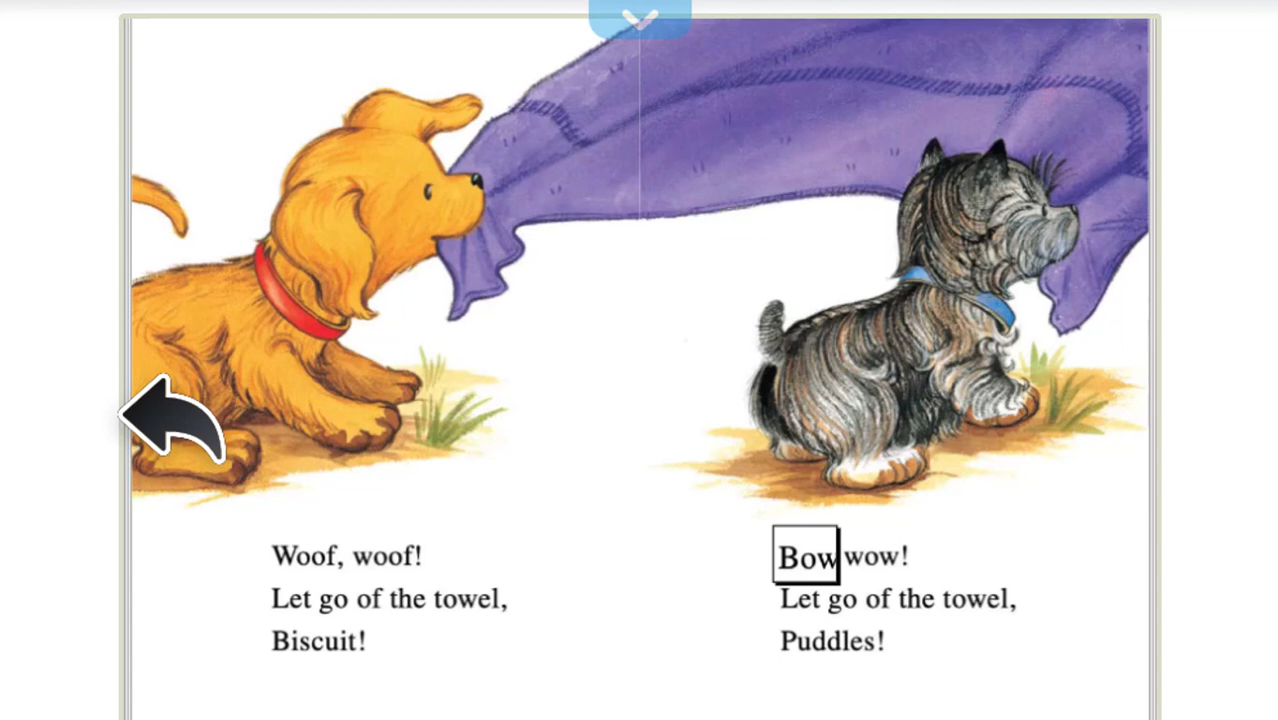 Woof, woof!
Let go of the towel,
Biscuit!
Bow wow!
Let go of the towel,
Puddles!